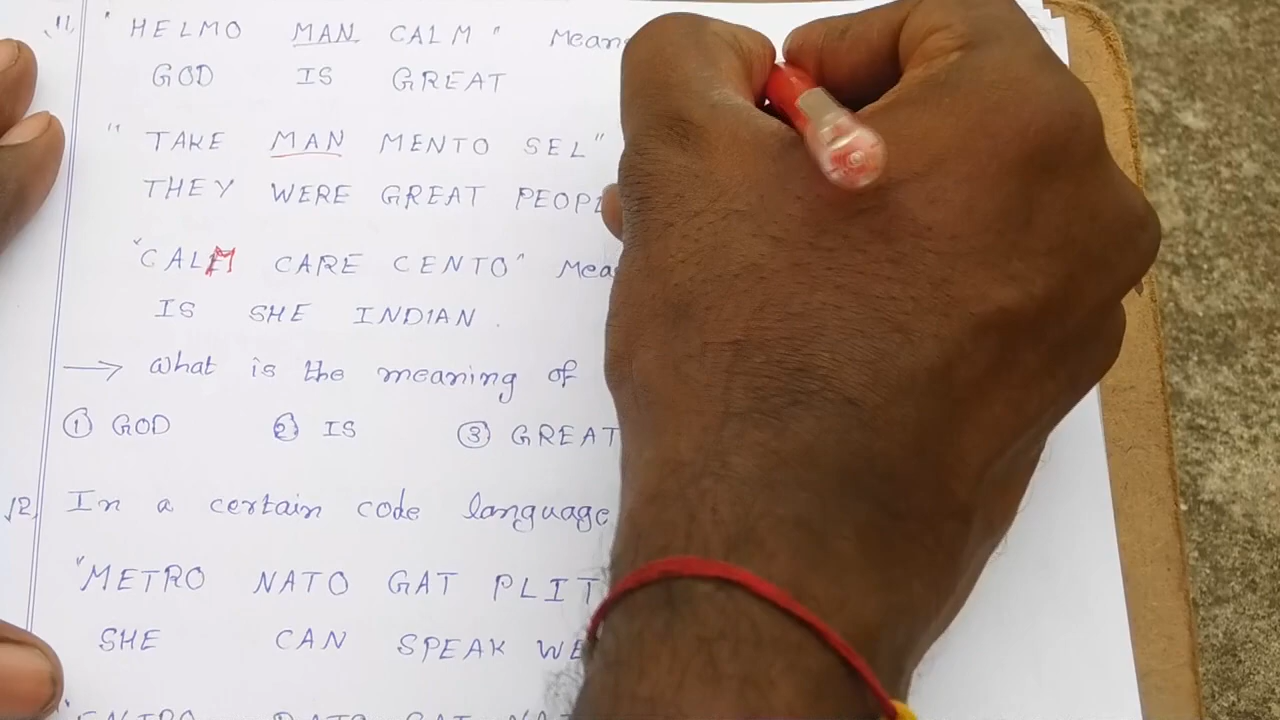 11. "HELMO MAN CALM" Mean
GOD IS GREAT
"TAKE MAN MENTO SEL"
THEY WERE GREAT PEOPL
"CALM CARE CENTO" Mea
IS SHE INDIAN.
→ What is the meaning of
① GOD ② IS ③ GREAT
12. In a certain code language
"METRO NATO GAT PLIT
SHE CAN SPEAK WE